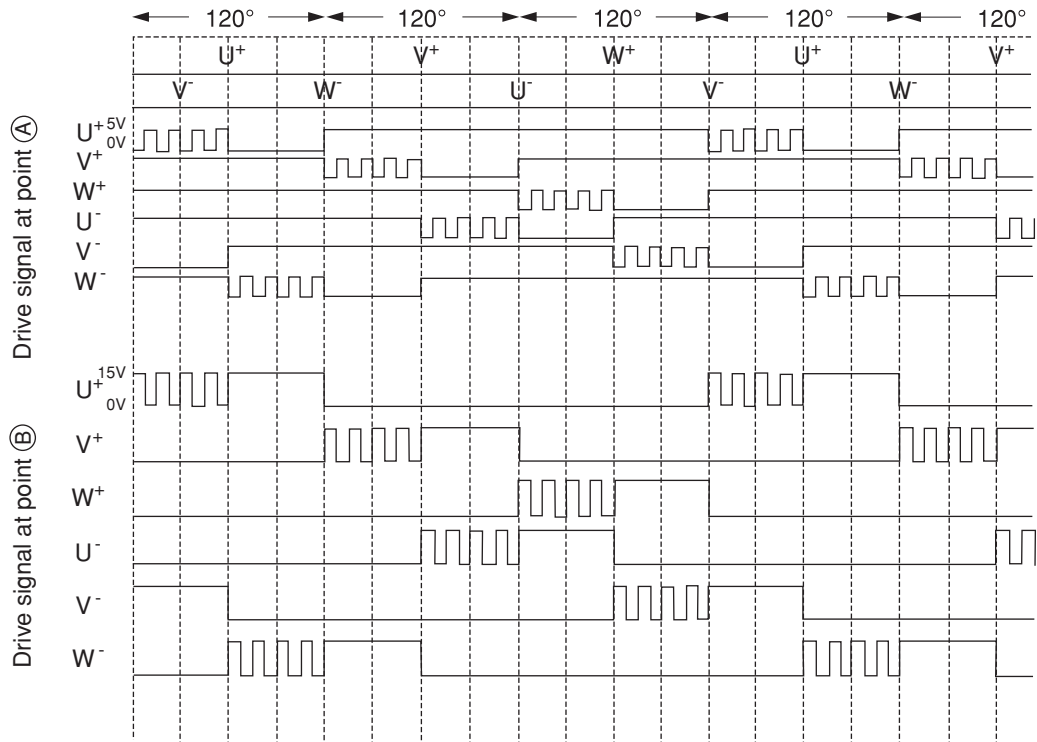 120° 120° 120° 120° 120°
U⁺ V⁺ W⁺ U⁺ V⁺
V⁻ W⁻ U⁻ V⁻ W⁻
Drive signal at point Ⓐ
U⁺ 5V
0V
V⁺
W⁺
U⁻
V⁻
W⁻
Drive signal at point Ⓑ
U⁺ 15V
0V
V⁺
W⁺
U⁻
V⁻
W⁻